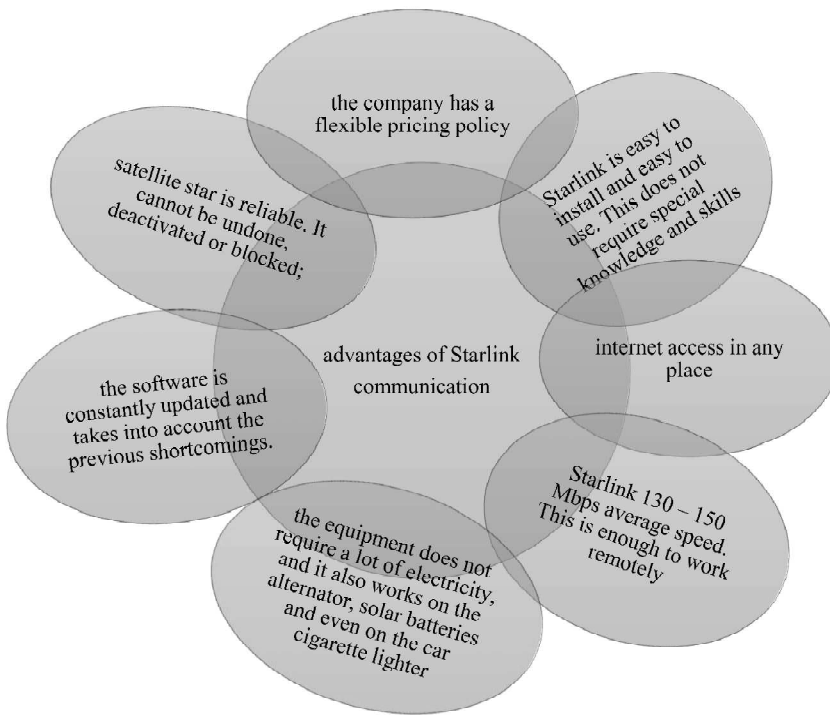 the company has a
flexible pricing policy
Starlink is easy to
install and easy to
use. This does not
require special
knowledge and skills
internet access in any
place
Starlink 130 – 150
Mbps average speed.
This is enough to work
remotely
the equipment does not
require a lot of electricity,
and it also works on the
alternator, solar batteries
and even on the car
cigarette lighter
the software is
constantly updated and
takes into account the
previous shortcomings.
satellite star is reliable. It
cannot be undone,
deactivated or blocked;
advantages of Starlink
communication